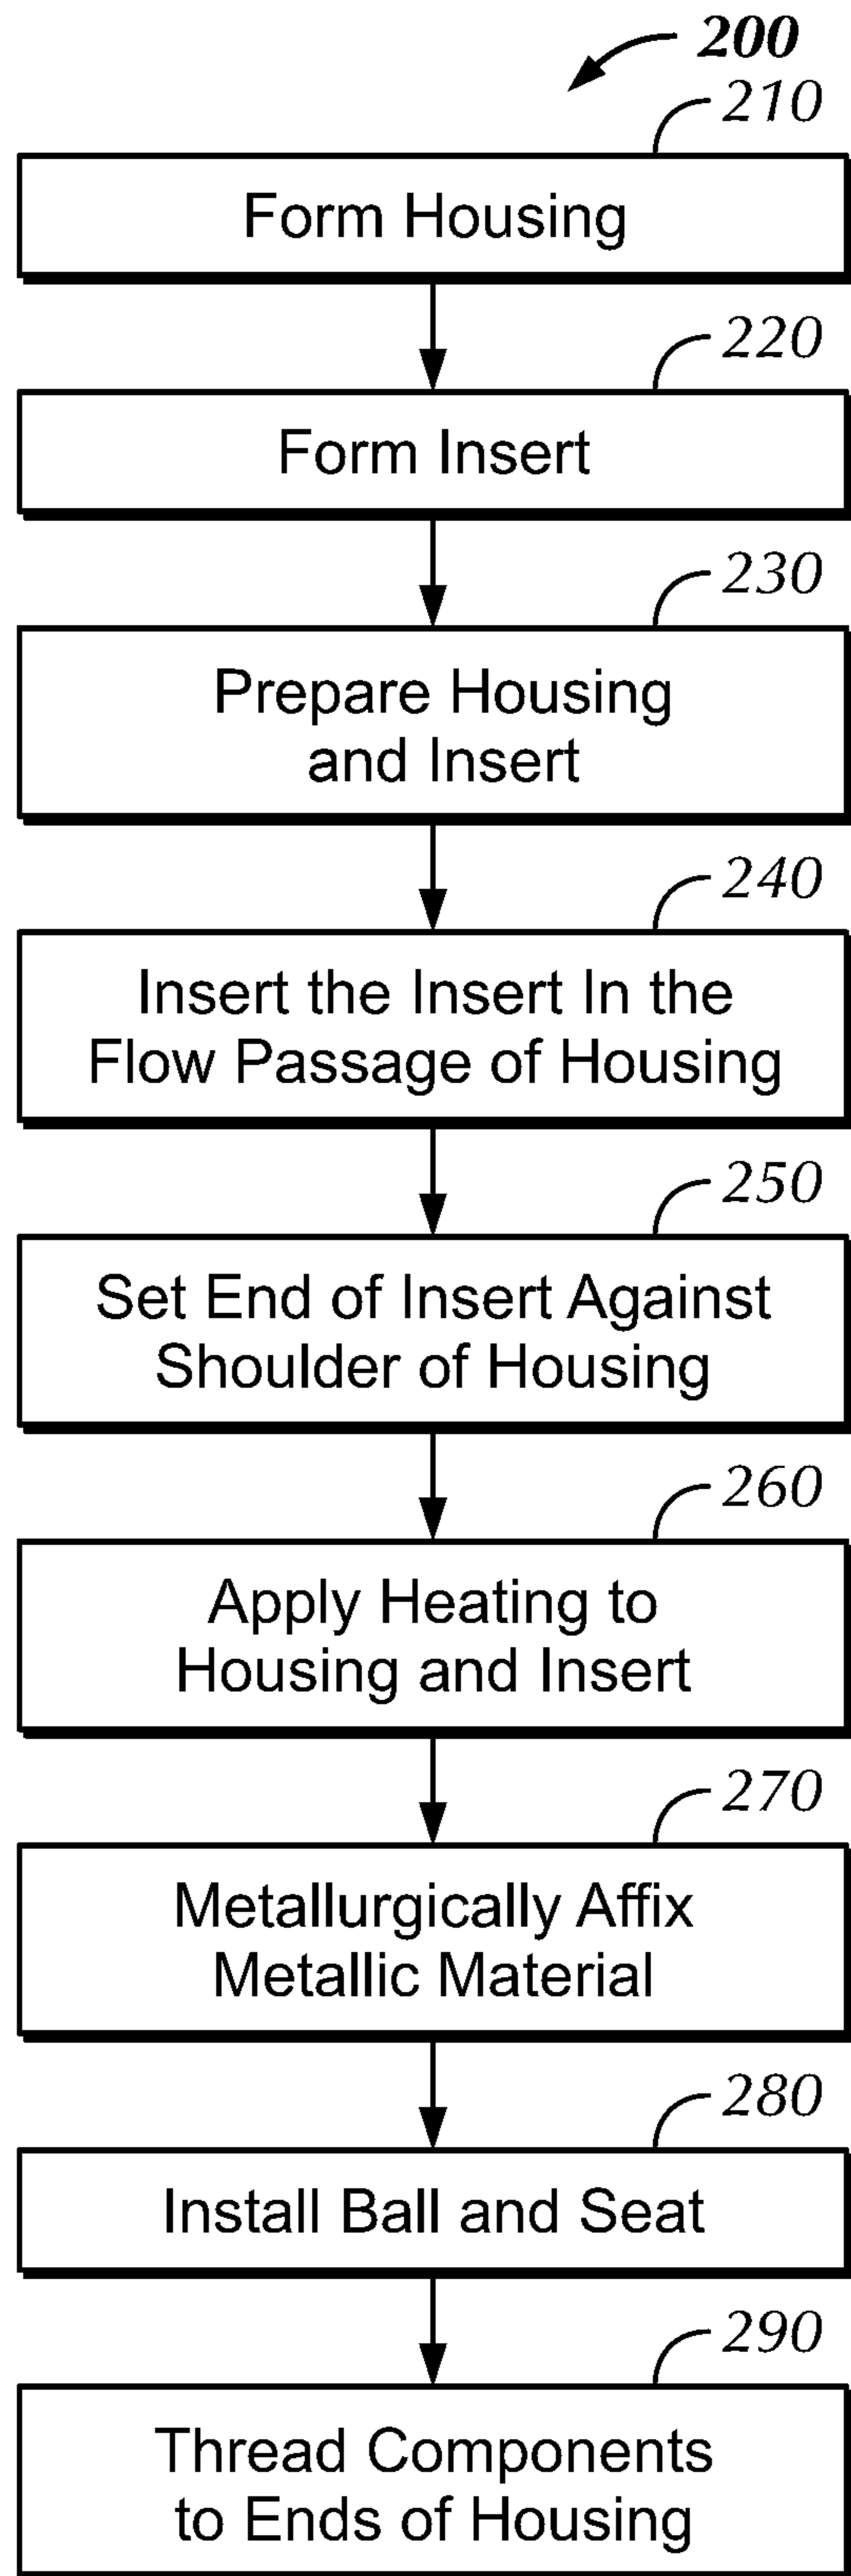 200
210
Form Housing
220
Form Insert
230
Prepare Housing
and Insert
240
Insert the Insert In the
Flow Passage of Housing
250
Set End of Insert Against
Shoulder of Housing
260
Apply Heating to
Housing and Insert
270
Metallurgically Affix
Metallic Material
280
Install Ball and Seat
290
Thread Components
to Ends of Housing